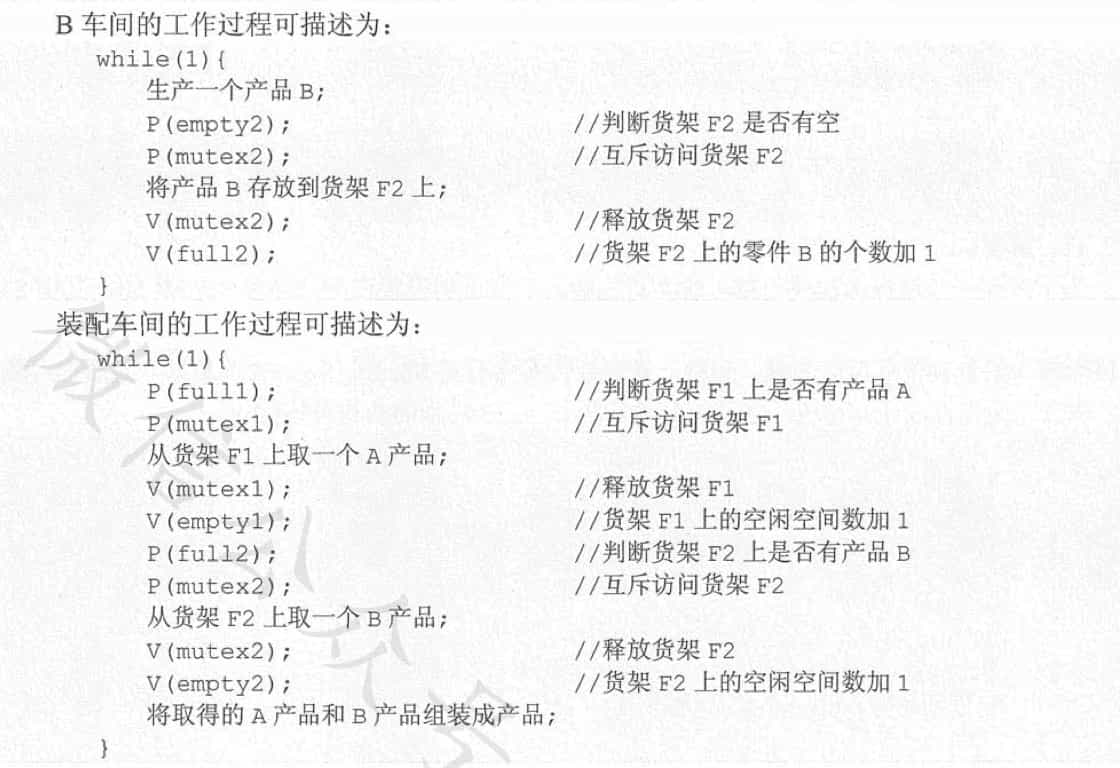 B 车间的工作过程可描述为：
while(1){
生产一个产品 B;
P(empty2); //判断货架 F2 是否有空
P(mutex2); //互斥访问货架 F2
将产品 B 存放到货架 F2 上;
V(mutex2); //释放货架 F2
V(full2); //货架 F2 上的零件 B 的个数加 1
}
装配车间的工作过程可描述为：
while(1){
P(full1); //判断货架 F1 上是否有产品 A
P(mutex1); //互斥访问货架 F1
从货架 F1 上取一个 A 产品;
V(mutex1); //释放货架 F1
V(empty1); //货架 F1 上的空闲空间数加 1
P(full2); //判断货架 F2 上是否有产品 B
P(mutex2); //互斥访问货架 F2
从货架 F2 上取一个 B 产品;
V(mutex2); //释放货架 F2
V(empty2); //货架 F2 上的空闲空间数加 1
将取得的 A 产品和 B 产品组装成产品;
}
微信公众号